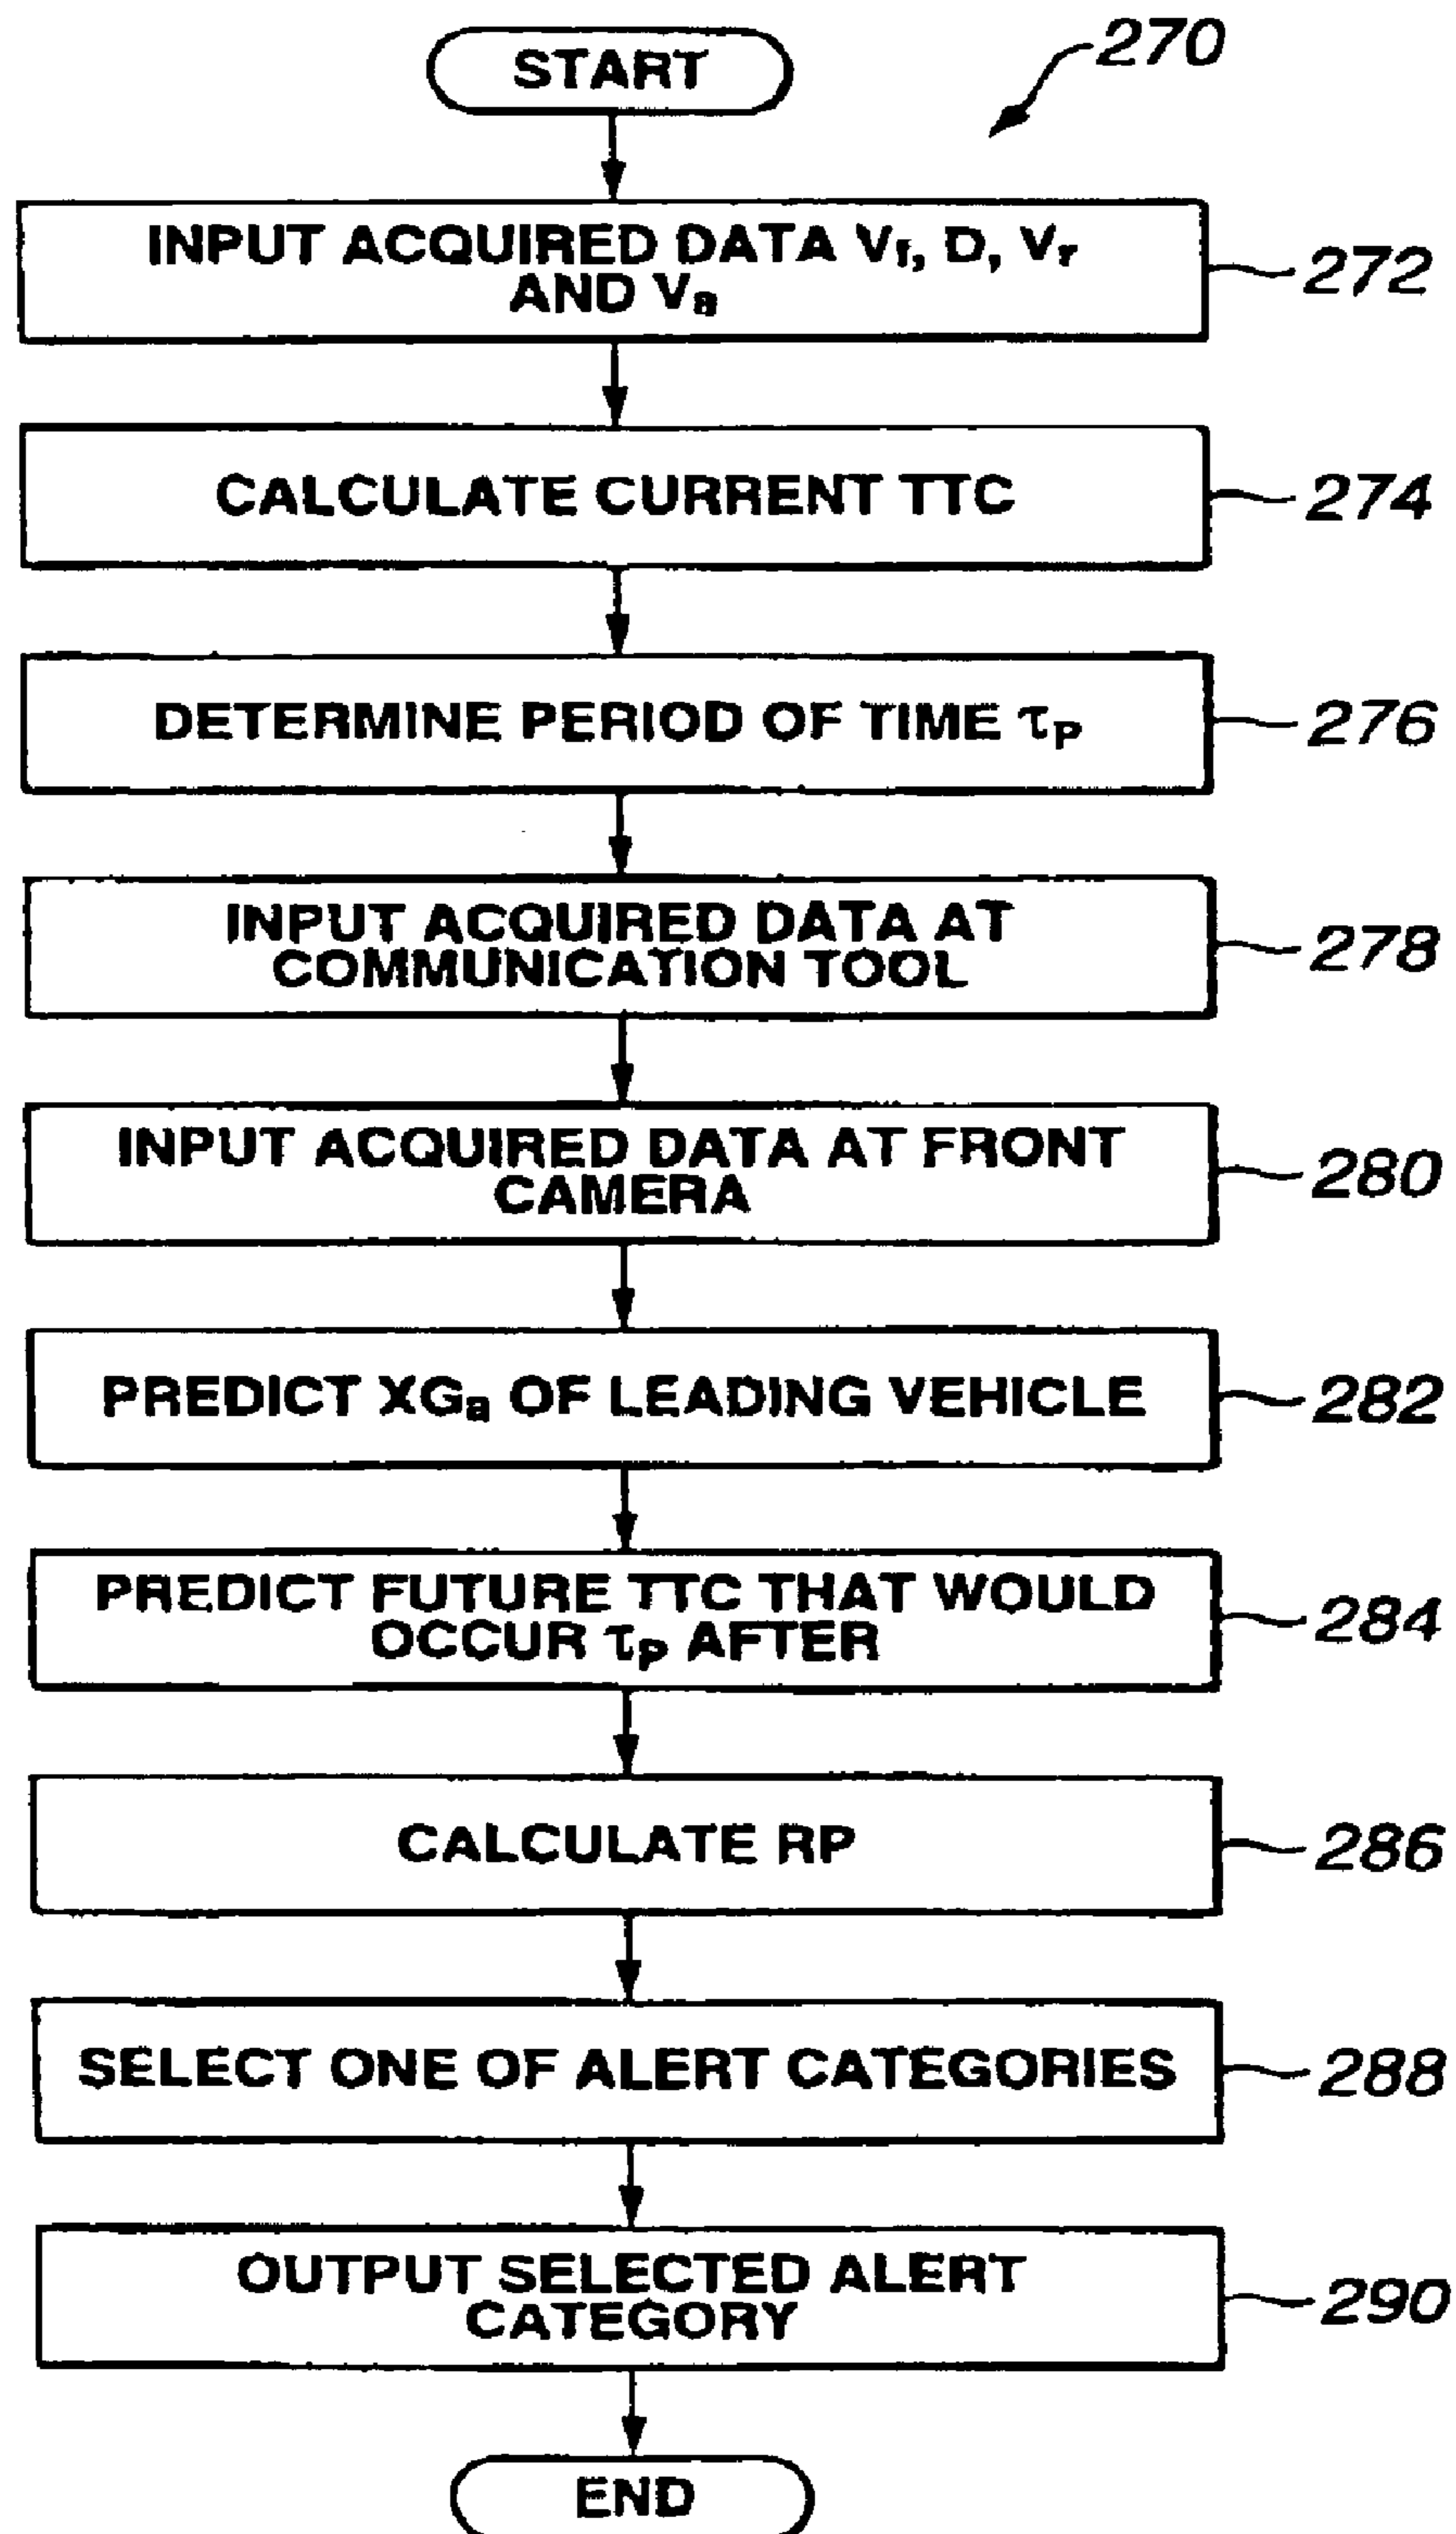 START
270
INPUT ACQUIRED DATA Vf, D, Vr
AND Va
272
CALCULATE CURRENT TTC
274
DETERMINE PERIOD OF TIME τp
276
INPUT ACQUIRED DATA AT
COMMUNICATION TOOL
278
INPUT ACQUIRED DATA AT FRONT
CAMERA
280
PREDICT XGa OF LEADING VEHICLE
282
PREDICT FUTURE TTC THAT WOULD
OCCUR τp AFTER
284
CALCULATE RP
286
SELECT ONE OF ALERT CATEGORIES
288
OUTPUT SELECTED ALERT
CATEGORY
290
END